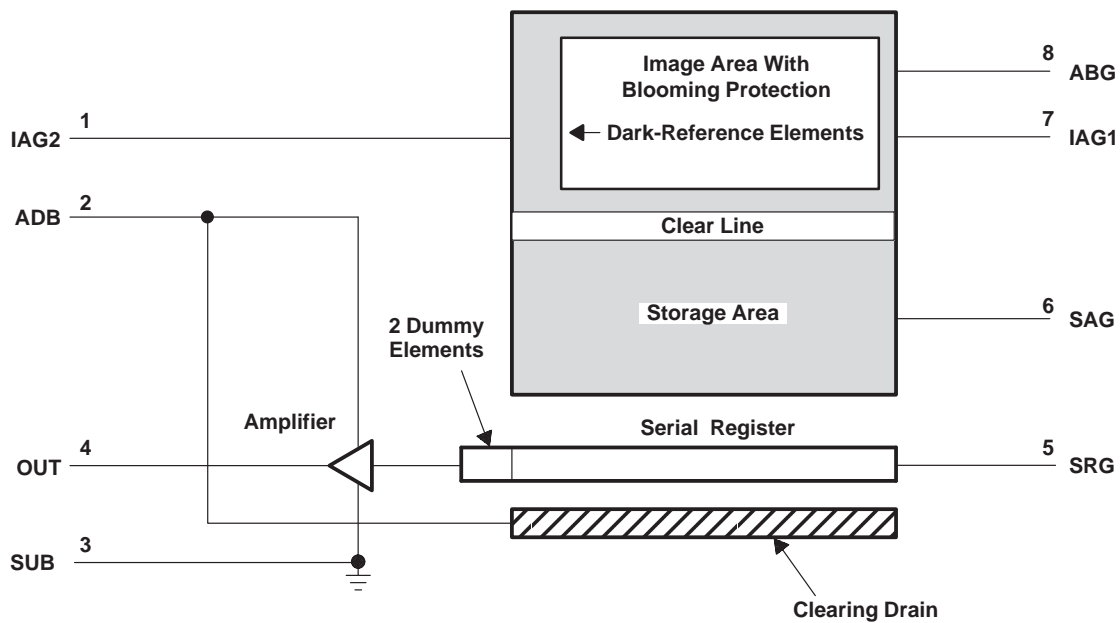 Image Area With
Blooming Protection
Dark-Reference Elements
8
ABG
7
IAG1
1
IAG2
2
ADB
Clear Line
Storage Area
6
SAG
2 Dummy
Elements
Amplifier
Serial Register
4
OUT
5
SRG
3
SUB
Clearing Drain